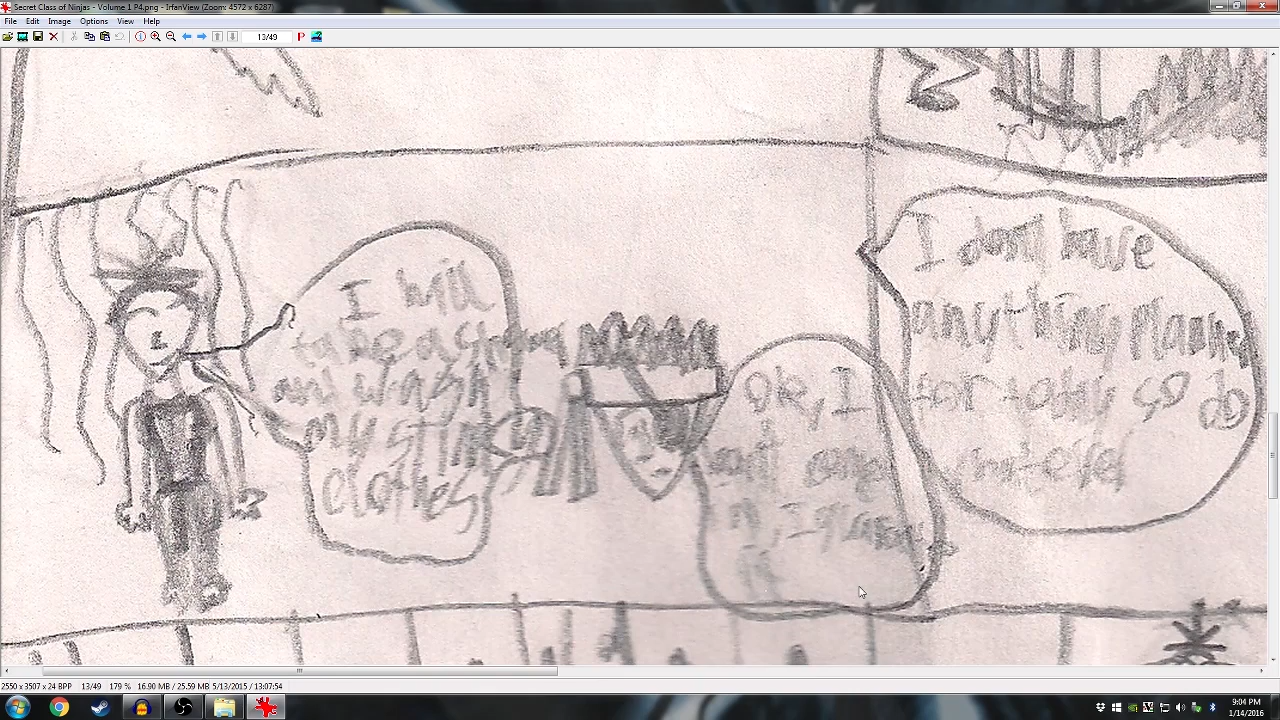 Secret Class of Ninjas - Volume 1 P4.png - IrfanView (Zoom: 4572 x 6287)
File Edit Image Options View Help
13/49
I will
take a shower
and wash
my stinky
clothes
Ok, I
I
I dont have
anything planned
for today so do
2550 x 3507 x 24 BPP 13/49 179 % 16.90 MB / 25.59 MB 5/13/2015 / 13:07:54
9:04 PM
1/14/2016